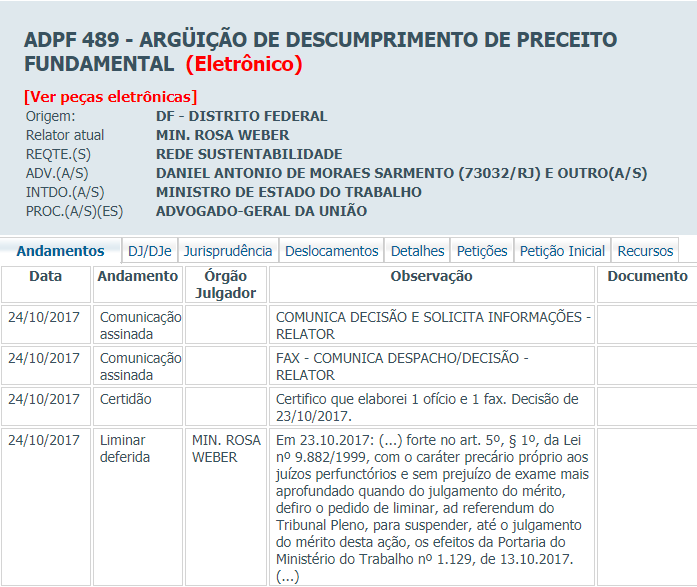 ADPF 489 - ARGÜIÇÃO DE DESCUMPRIMENTO DE PRECEITO
FUNDAMENTAL (Eletrônico)
[Ver peças eletrônicas]
Origem: DF - DISTRITO FEDERAL
Relator atual MIN. ROSA WEBER
REQTE.(S) REDE SUSTENTABILIDADE
ADV.(A/S) DANIEL ANTONIO DE MORAES SARMENTO (73032/RJ) E OUTRO(A/S)
INTDO.(A/S) MINISTRO DE ESTADO DO TRABALHO
PROC.(A/S)(ES) ADVOGADO-GERAL DA UNIÃO
Andamentos DJ/DJe Jurisprudência Deslocamentos Detalhes Petições Petição Inicial Recursos
Data Andamento Órgão Observação Documento
Julgador
24/10/2017 Comunicação COMUNICA DECISÃO E SOLICITA INFORMAÇÕES -
assinada RELATOR
24/10/2017 Comunicação FAX - COMUNICA DESPACHO/DECISÃO -
assinada RELATOR
24/10/2017 Certidão Certifico que elaborei 1 ofício e 1 fax. Decisão de
23/10/2017.
24/10/2017 Liminar MIN. ROSA Em 23.10.2017: (...) forte no art. 5º, § 1º, da Lei
deferida WEBER nº 9.882/1999, com o caráter precário próprio aos
juízos perfunctórios e sem prejuízo de exame mais
aprofundado quando do julgamento do mérito,
defiro o pedido de liminar, ad referendum do
Tribunal Pleno, para suspender, até o julgamento
do mérito desta ação, os efeitos da Portaria do
Ministério do Trabalho nº 1.129, de 13.10.2017.
(...)